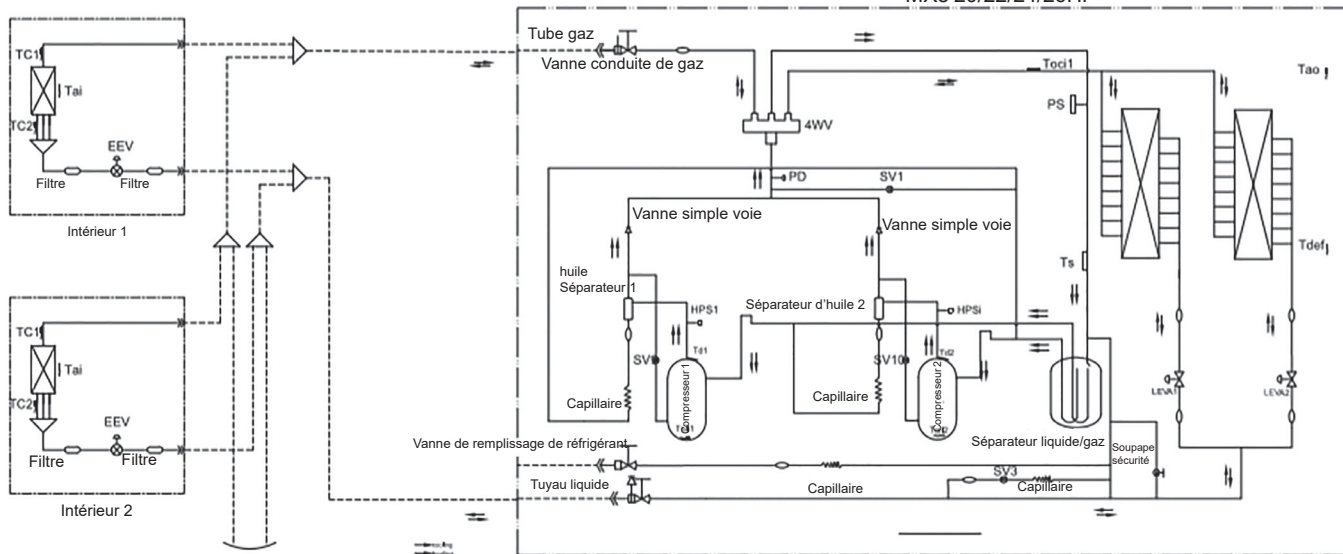 TC1
Tai
TC2
EEV
Filtre
Filtre
Intérieur 1
TC1
Tai
TC2
EEV
Filtre
Filtre
Intérieur 2
Tube gaz
Vanne conduite de gaz
4WV
Toci1
PS
Tao
PD
SV1
Vanne simple voie
Vanne simple voie
Tdef
Ts
huile
Séparateur 1
Séparateur d'huile 2
HPS1
HPSi
Td1
Td2
SV10
Compresseur 1
Compresseur 2
Capillaire
Capillaire
LEVA1
LEVA2
Séparateur liquide/gaz
Vanne de remplissage de réfrigérant
Soupape
sécurité
Tuyau liquide
Capillaire
SV3
Capillaire